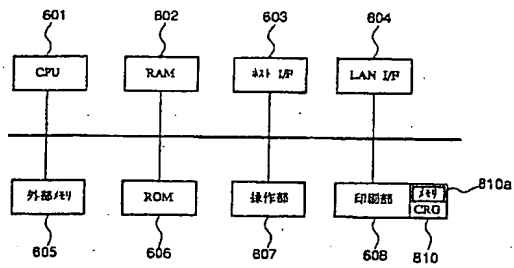 601
602
603
604
CPU
RAM
ホスト I/F
LAN I/F
外部メモリ
ROM
操作部
印刷部
メモリ
CRG
810a
605
606
607
608
810